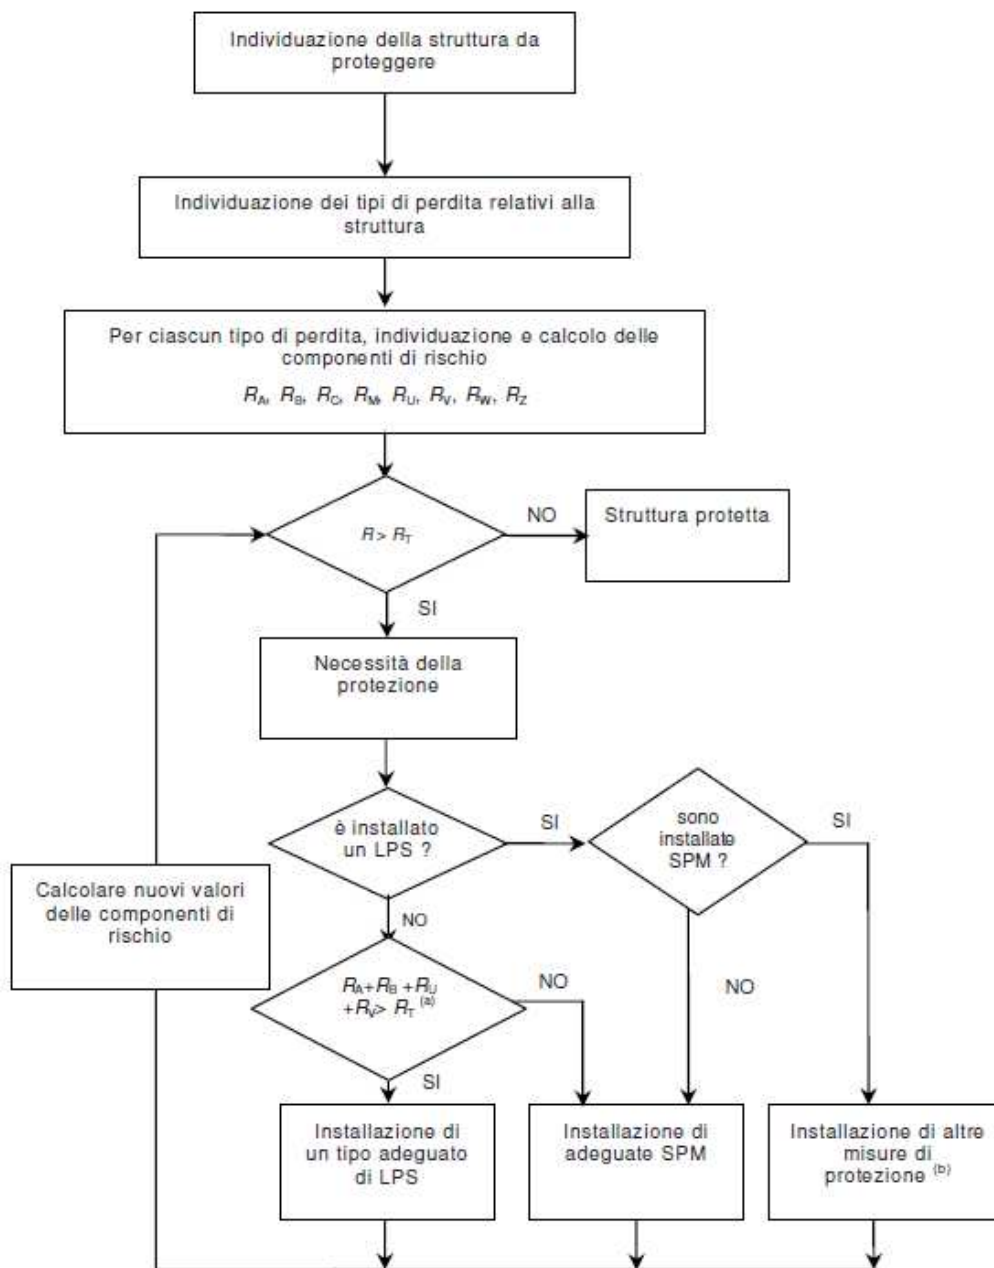 Individuazione della struttura da
proteggere
Individuazione dei tipi di perdita relativi alla
struttura
Per ciascun tipo di perdita, individuazione e calcolo delle
componenti di rischio
RA, RB, RC, RM, RU, RV, RW, RZ
R > RT
NO
Struttura protetta
SI
Necessità della
protezione
è installato
un LPS ?
SI
sono
installate
SPM ?
SI
Calcolare nuovi valori
delle componenti di
rischio
NO
RA+RB+RU
+RV> RT (a)
NO
NO
SI
Installazione di
un tipo adeguato
di LPS
Installazione di
adeguate SPM
Installazione di altre
misure di
protezione (b)